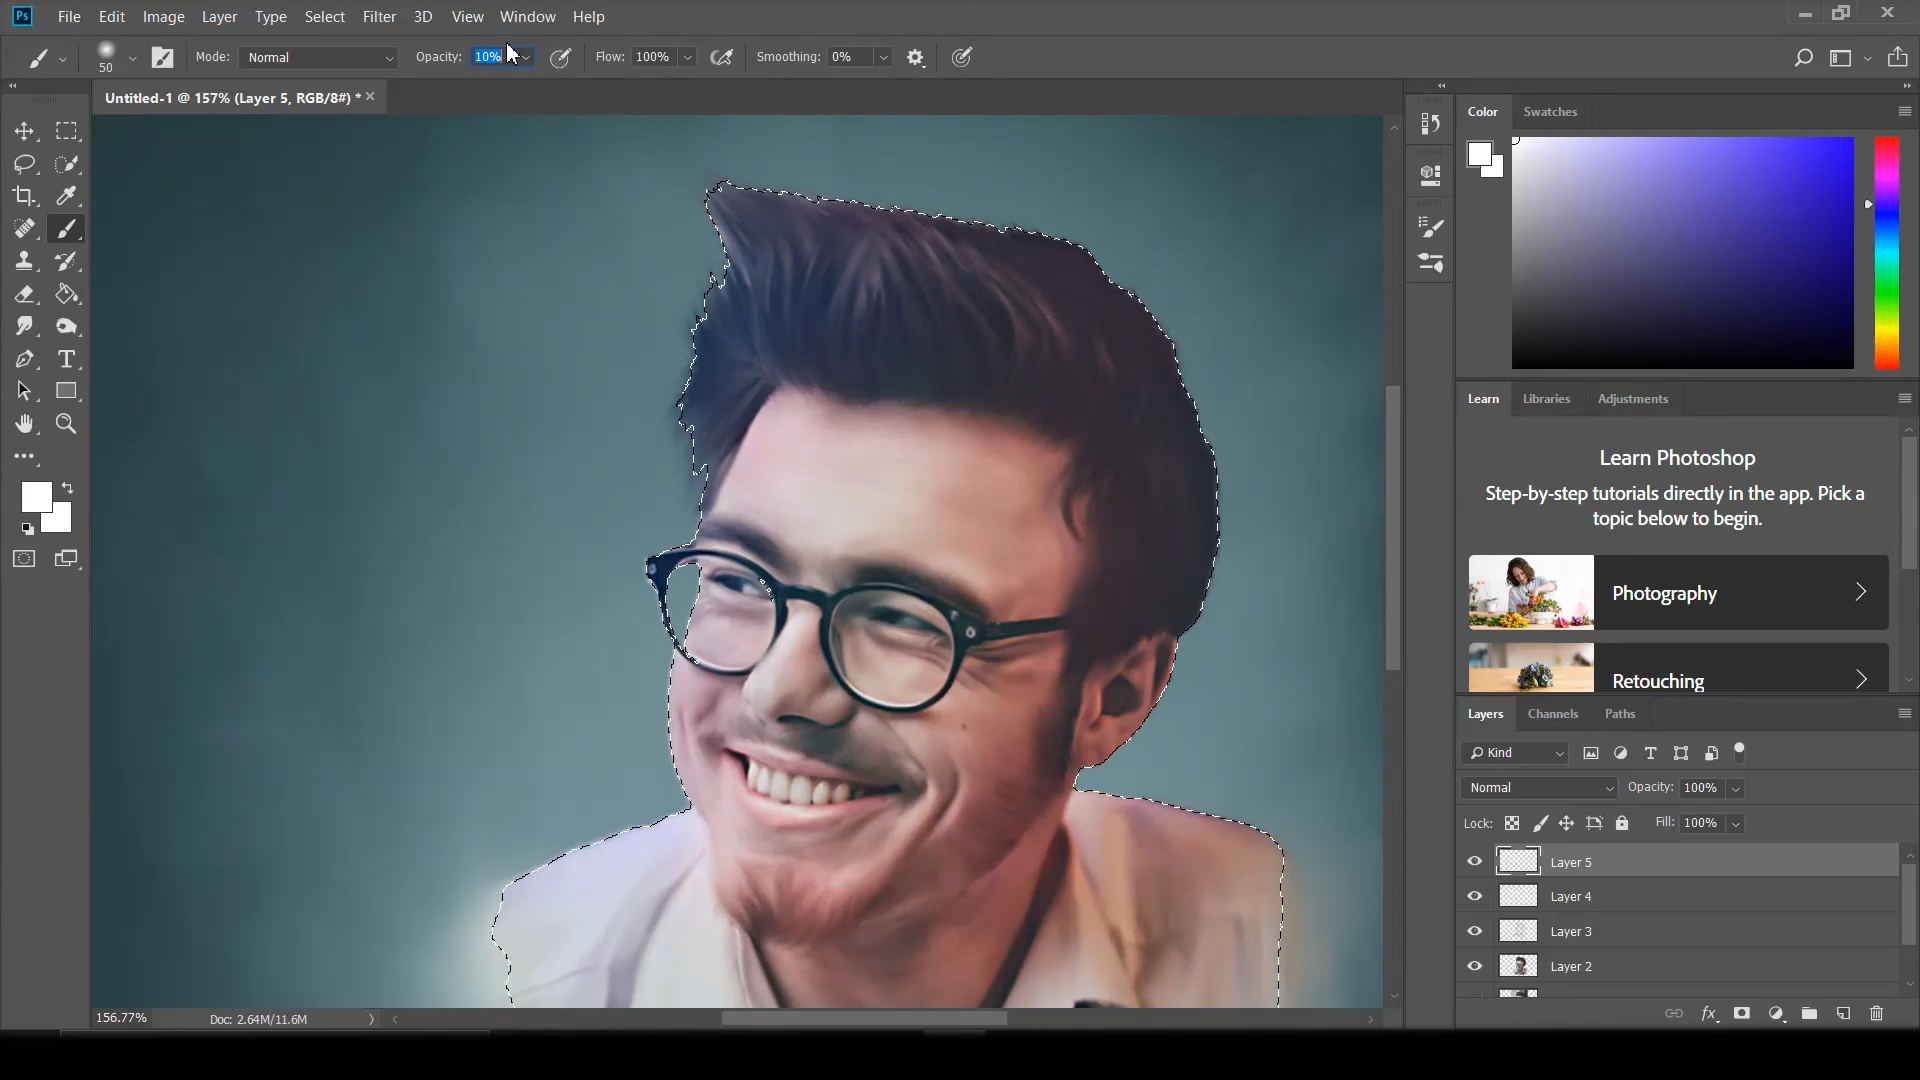 Ps File Edit Image Layer Type Select Filter 3D View Window Help
50 Mode: Normal Opacity: 10% Flow: 100% Smoothing: 0%
Untitled-1 @ 157% (Layer 5, RGB/8#) *
Color Swatches
Learn Libraries Adjustments
Learn Photoshop
Step-by-step tutorials directly in the app. Pick a
topic below to begin.
Photography
Retouching
Layers Channels Paths
Kind
Normal Opacity: 100%
Lock: Fill: 100%
Layer 5
Layer 4
Layer 3
Layer 2
156.77% Doc: 2.64M/11.6M